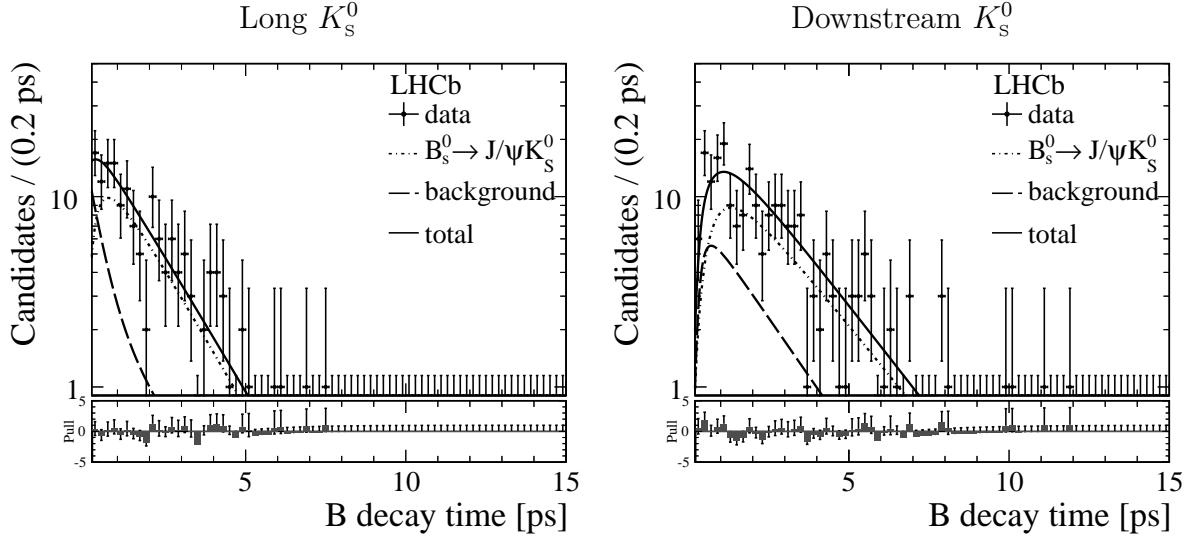 Long K⁰S
Candidates / (0.2 ps)
10
1
LHCb
data
B⁰s → J/ψK⁰S
background
total
Pull
5
0
-5
5
10
15
B decay time [ps]
Downstream K⁰S
Candidates / (0.2 ps)
10
1
LHCb
data
B⁰s → J/ψK⁰S
background
total
Pull
5
0
-5
5
10
15
B decay time [ps]